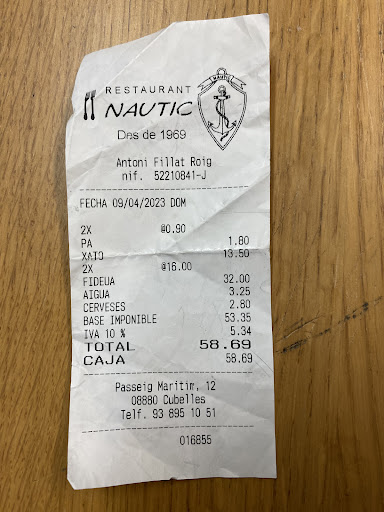 RESTAURANT
NAUTIC
NAUTIC
Des de 1969
Antoni Fillat Roig
nif. 52210841-J
FECHA 09/04/2023 DOM
2X @0.90
PA 1.80
XATO 13.50
2X @16.00
FIDEUA 32.00
AIGUA 3.25
CERVESES 2.80
BASE IMPONIBLE 53.35
IVA 10 % 5.34
TOTAL 58.69
CAJA 58.69
Passeig Maritim, 12
08880 Cubelles
Telf. 93 895 10 51
016855